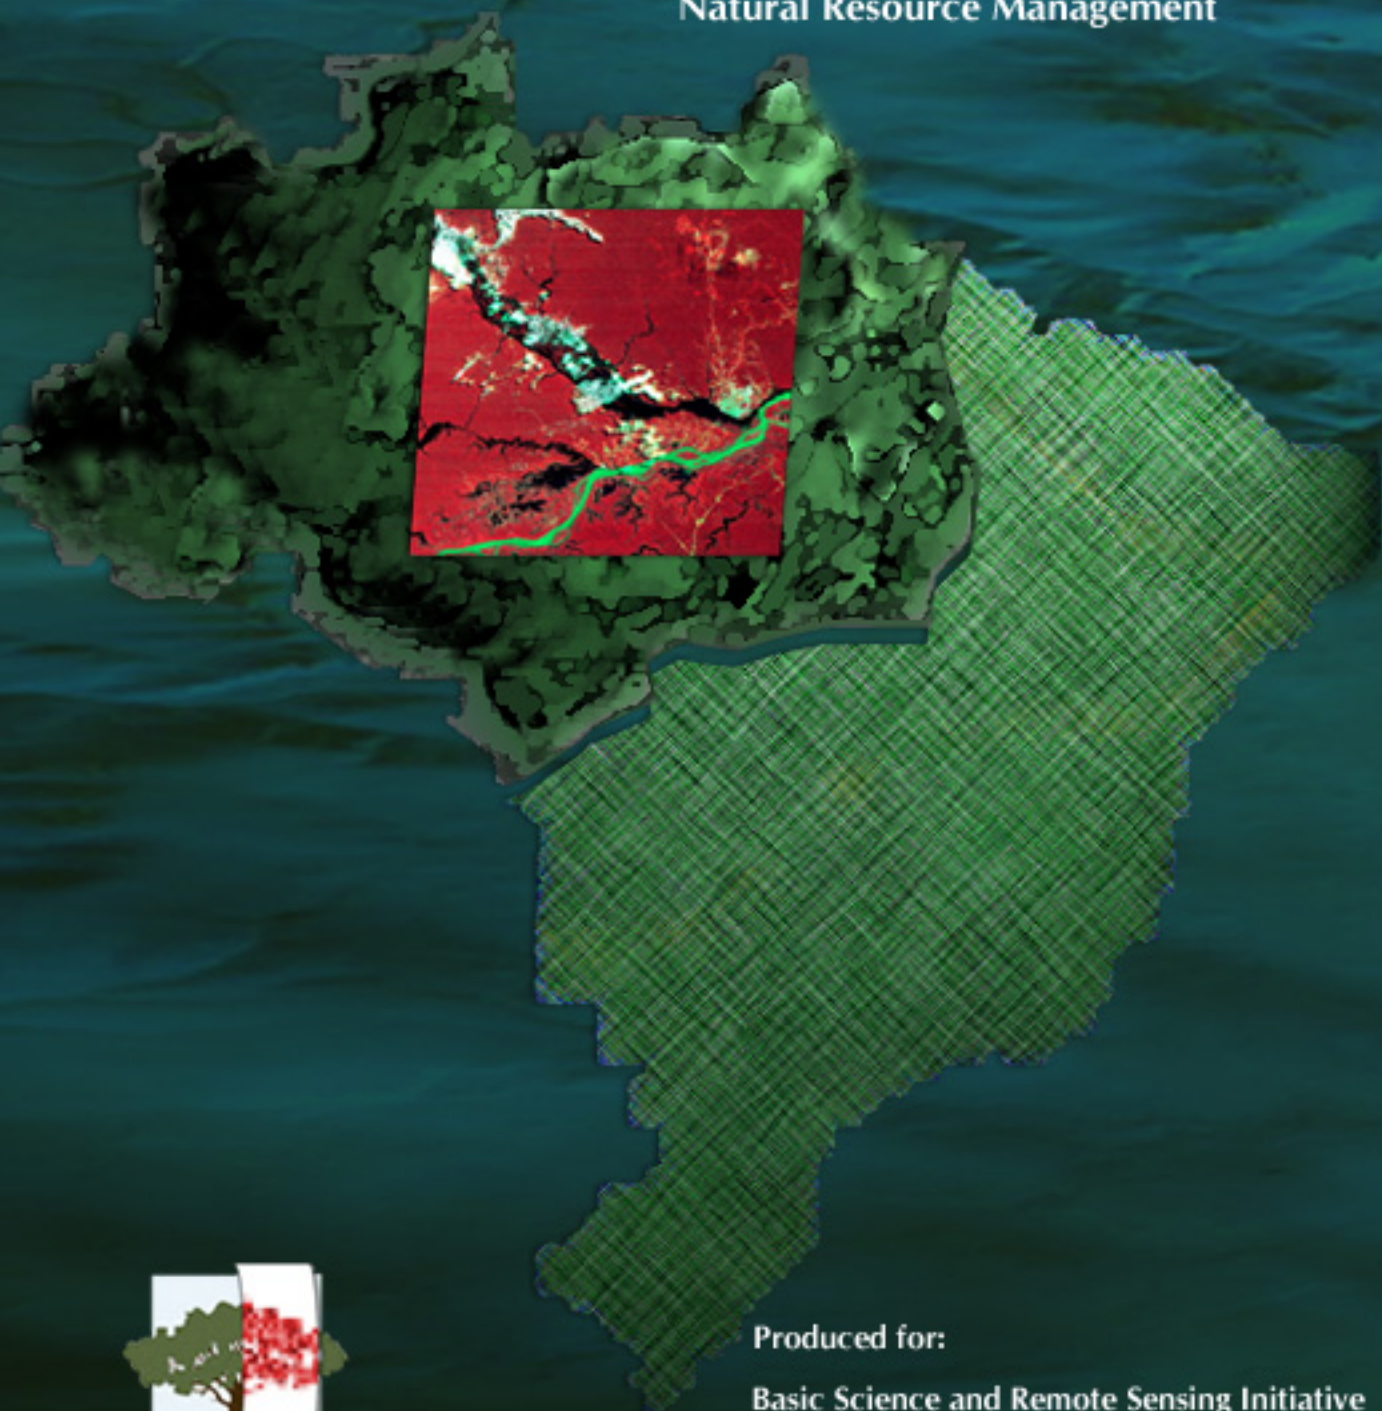 Natural Resource Management
Produced for:
Basic Science and Remote Sensing Initiative